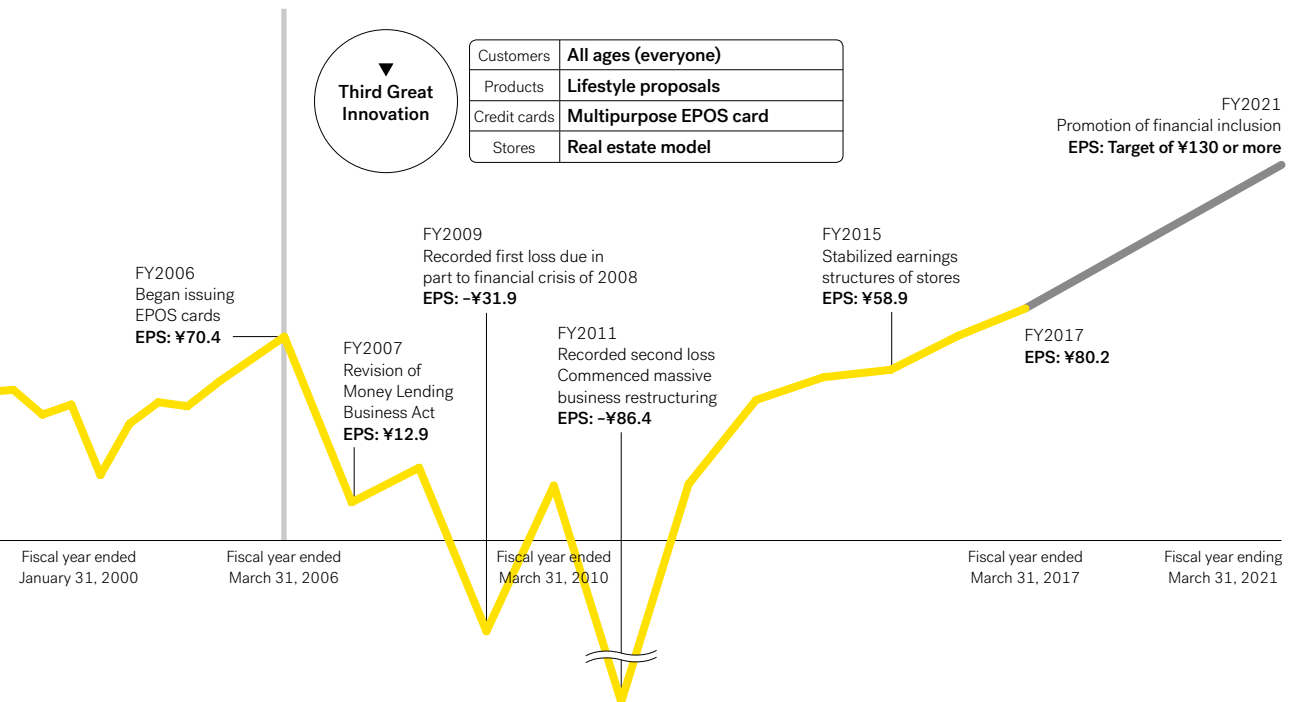 ▼
Third Great
Innovation
Customers All ages (everyone)
Products Lifestyle proposals
Credit cards Multipurpose EPOS card
Stores Real estate model
FY2021
Promotion of financial inclusion
EPS: Target of ¥130 or more
FY2006
Began issuing
EPOS cards
EPS: ¥70.4
FY2007
Revision of
Money Lending
Business Act
EPS: ¥12.9
FY2009
Recorded first loss due in
part to financial crisis of 2008
EPS: –¥31.9
FY2011
Recorded second loss
Commenced massive
business restructuring
EPS: –¥86.4
FY2015
Stabilized earnings
structures of stores
EPS: ¥58.9
FY2017
EPS: ¥80.2
Fiscal year ended
January 31, 2000
Fiscal year ended
March 31, 2006
Fiscal year ended
March 31, 2010
Fiscal year ended
March 31, 2017
Fiscal year ending
March 31, 2021